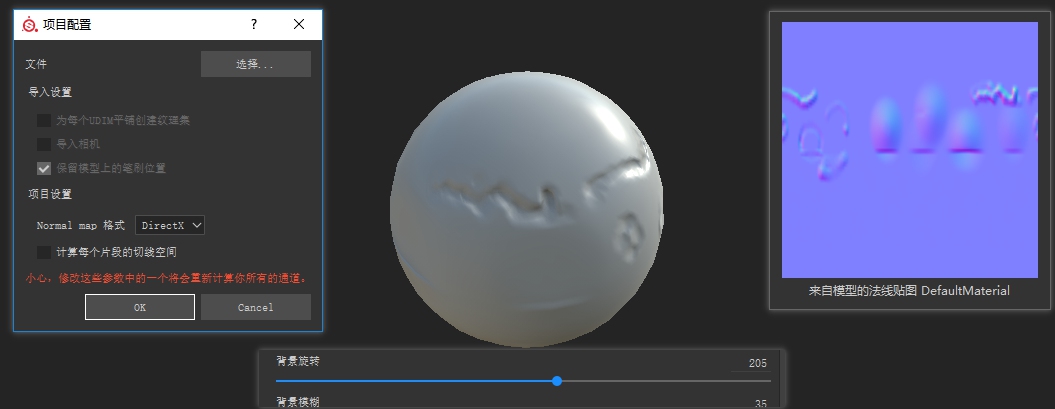 项目配置
?
文件
选择...
导入设置
为每个UDIM平铺创建纹理集
导入相机
保留模型上的笔刷位置
项目设置
Normal map 格式
DirectX
计算每个片段的切线空间
小心，修改这些参数中的一个将会重新计算你所有的通道。
OK
Cancel
来自模型的法线贴图 DefaultMaterial
背景旋转
205
背景模糊
35